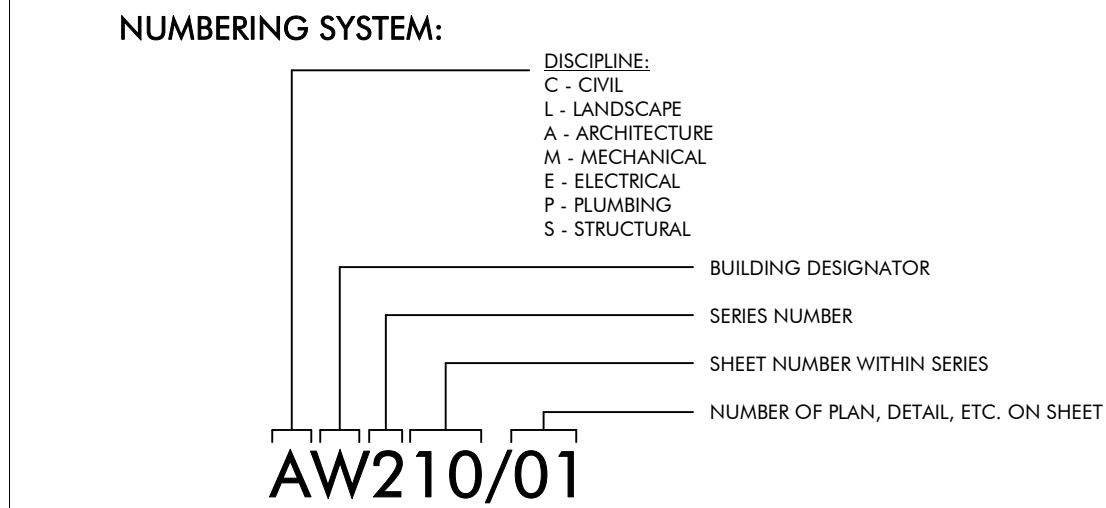 NUMBERING SYSTEM:
DISCIPLINE:
C - CIVIL
L - LANDSCAPE
A - ARCHITECTURE
M - MECHANICAL
E - ELECTRICAL
P - PLUMBING
S - STRUCTURAL
BUILDING DESIGNATOR
SERIES NUMBER
SHEET NUMBER WITHIN SERIES
NUMBER OF PLAN, DETAIL, ETC. ON SHEET
AW210/01